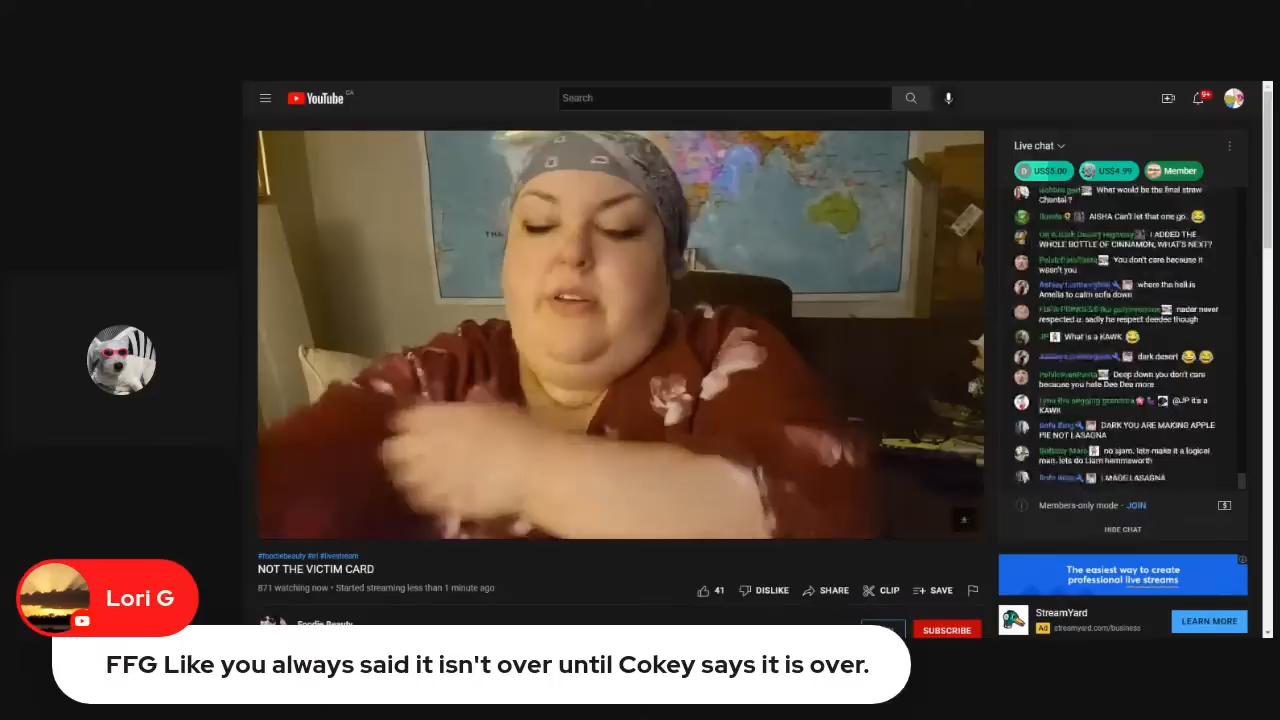 YouTube CA
Search
9+
Live chat
US$5.00 US$4.99 Member
What would be the final straw
Chantal ?
AISHA Can't let that one go.
I ADDED THE
WHOLE BOTTLE OF CINNAMON, WHAT'S NEXT?
You don't care because it
wasn't you
where the hell is
Amelia to calm sofa down
nader never
respected u. sadly he respect deedee though
JP What is a KAWK
dark desert
Deep down you don't care
because you hate Dee Dee more
@JP it's a
KAWK
DARK YOU ARE MAKING APPLE
PIE NOT LASAGNA
no sjam. lets make it a logical
man. lets do Liam hemmsworth
I MADE LASAGNA
Members-only mode - JOIN
HIDE CHAT
#foodiebeauty #irl #livestream
NOT THE VICTIM CARD
871 watching now • Started streaming less than 1 minute ago
41 DISLIKE SHARE CLIP SAVE
Foodie Beauty
SUBSCRIBE
The easiest way to create
professional live streams
StreamYard
Ad streamyard.com/business
LEARN MORE
Lori G
FFG Like you always said it isn't over until Cokey says it is over.